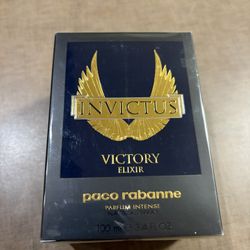 INVICTUS
VICTORY
ELIXIR
paco rabanne
PARFUM INTENSE
100 ml e 3.4 FL.OZ.